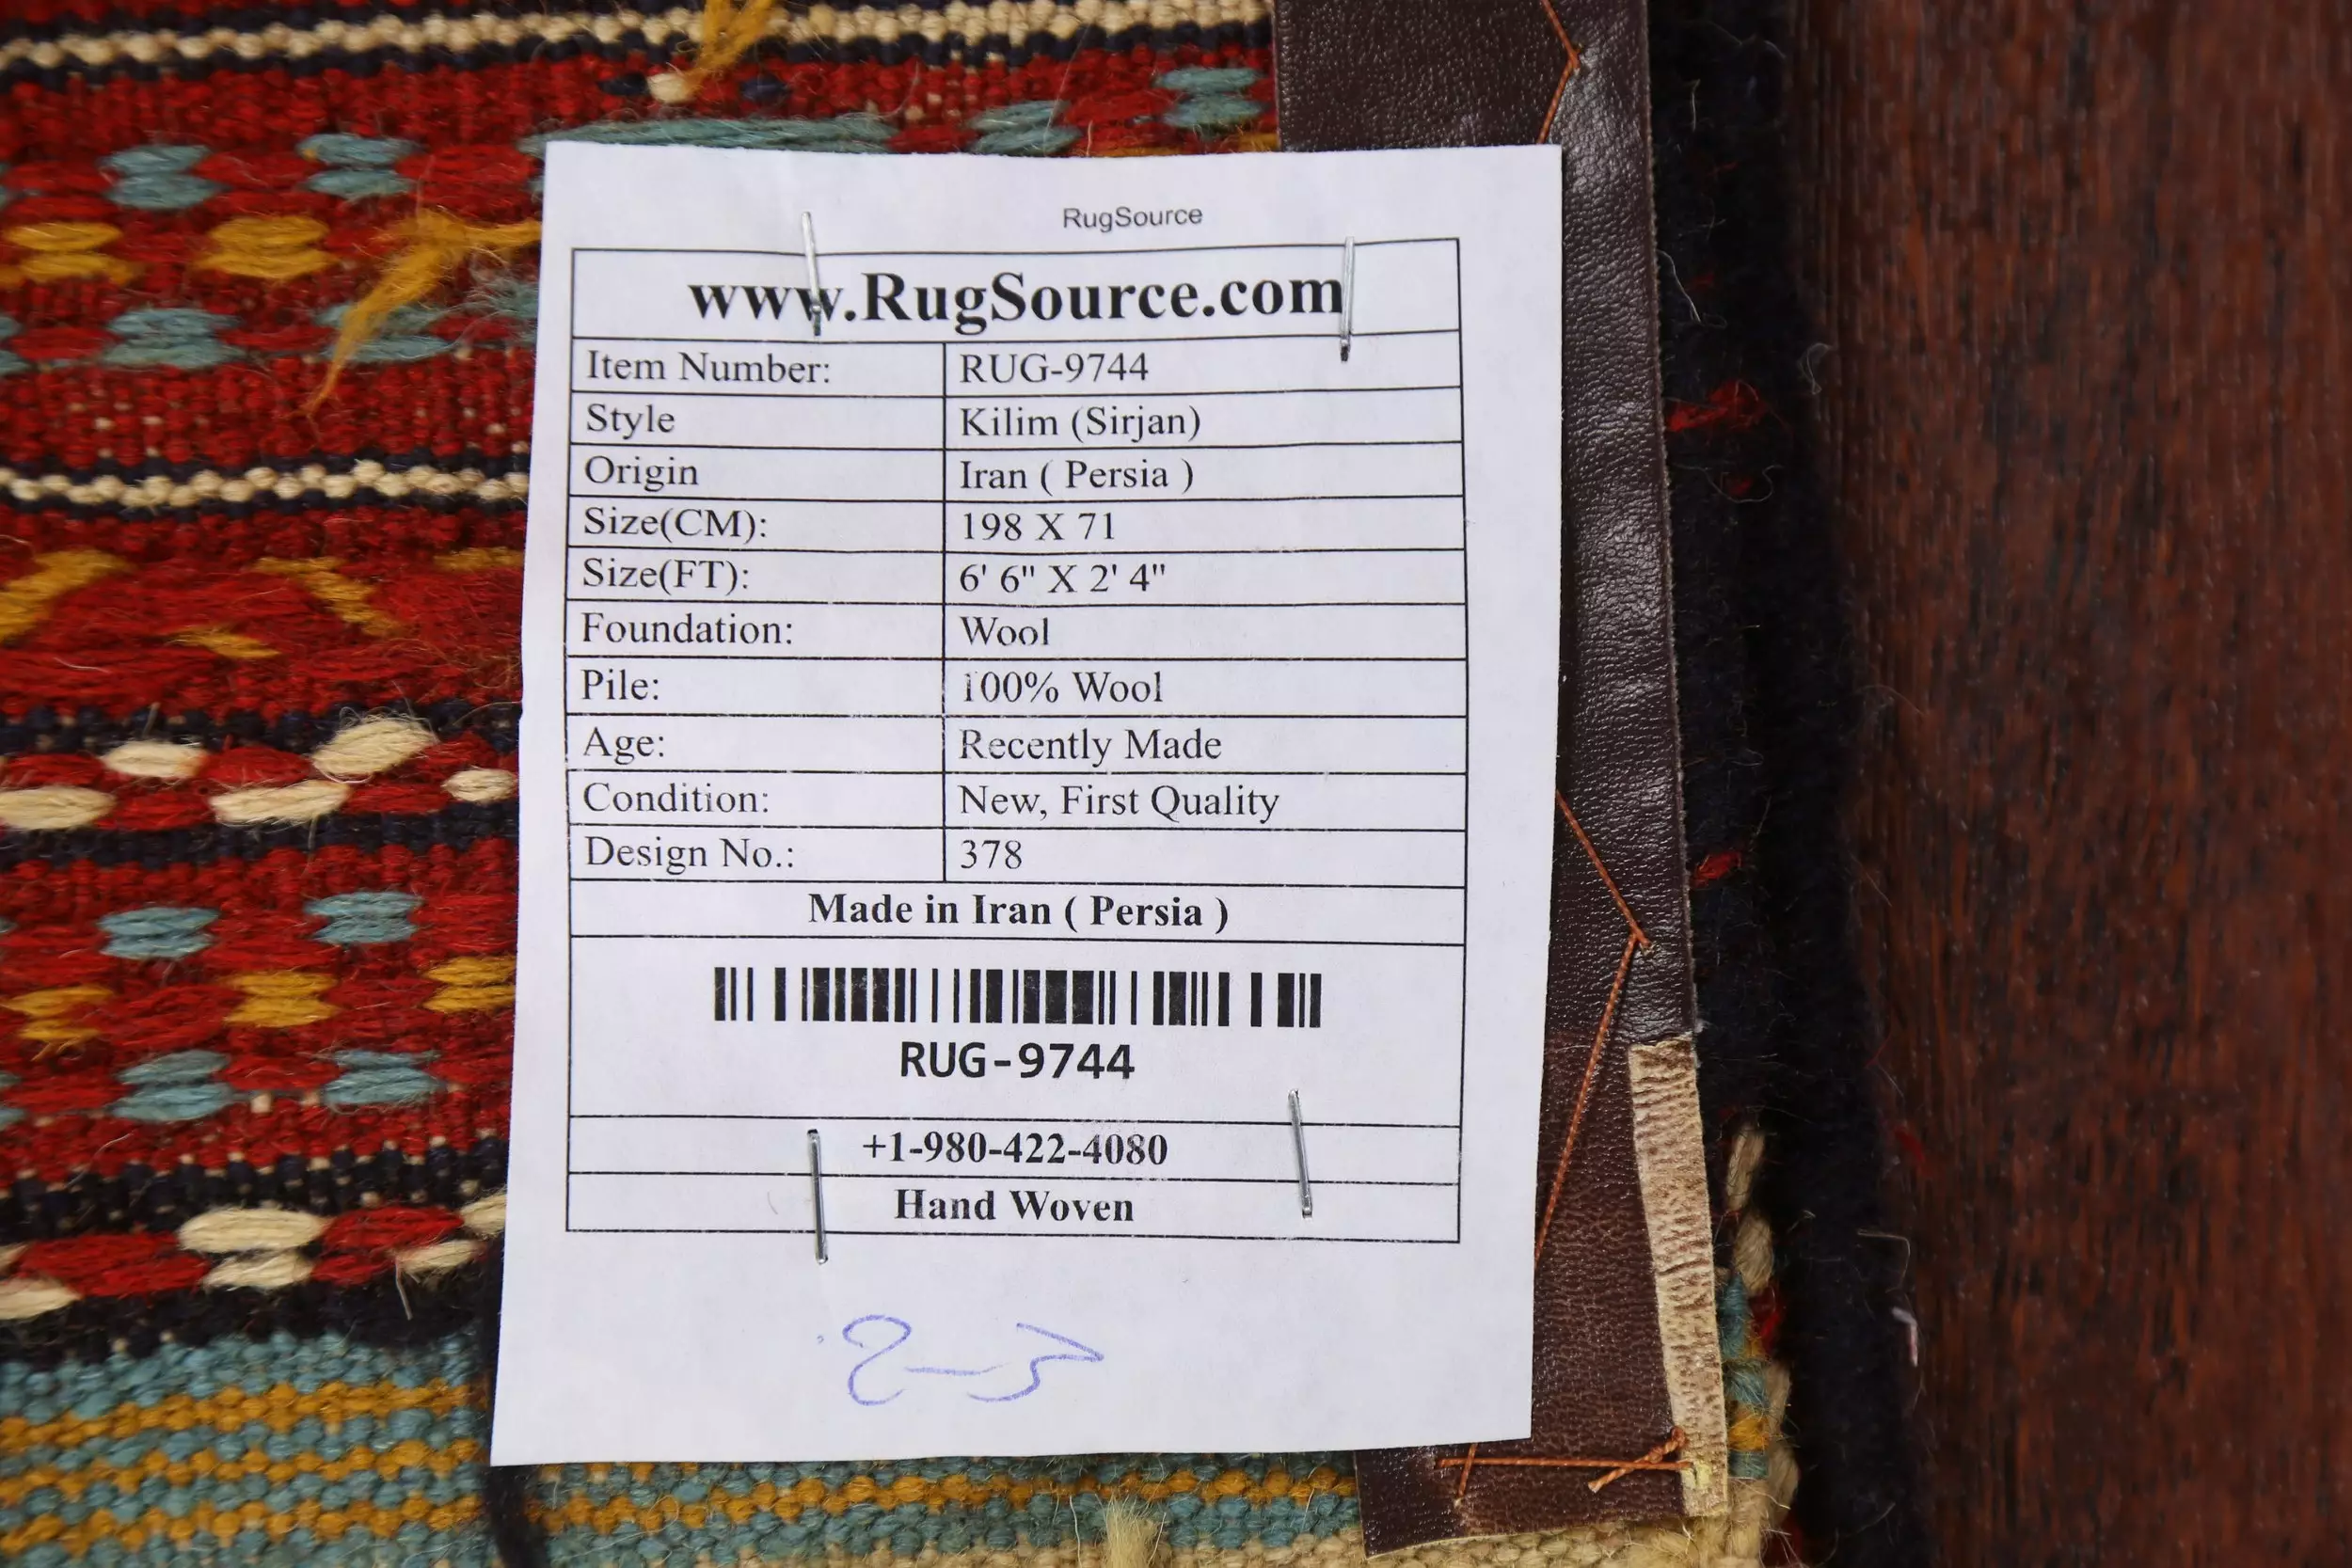 RugSource
www.RugSource.com
Item Number: RUG-9744
Style Kilim (Sirjan)
Origin Iran ( Persia )
Size(CM): 198 X 71
Size(FT): 6' 6" X 2' 4"
Foundation: Wool
Pile: 100% Wool
Age: Recently Made
Condition: New, First Quality
Design No.: 378
Made in Iran ( Persia )
RUG-9744
+1-980-422-4080
Hand Woven